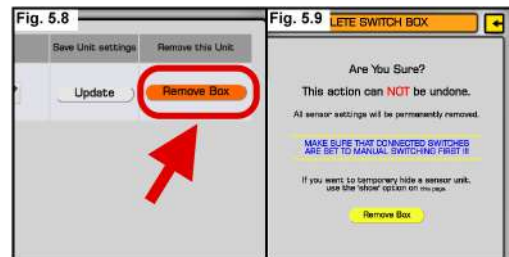 Fig. 5.8
Save Unit settings
Remove this Unit
Update
Remove Box
Fig. 5.9
LETE SWITCH BOX
Are You Sure?
This action can NOT be undone.
All sensor settings will be permanently removed.
MAKE SURE THAT CONNECTED SWITCHES
ARE SET TO MANUAL SWITCHING FIRST !!!
If you want to temporary hide a sensor unit,
use the 'show' option on this page.
Remove Box